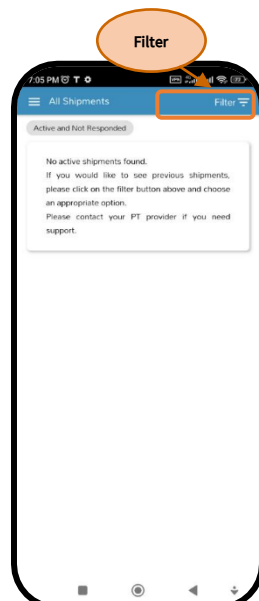 Filter
7:05 PM
All Shipments
Filter
Active and Not Responded
No active shipments found.
If you would like to see previous shipments,
please click on the filter button above and choose
an appropriate option.
Please contact your PT provider if you need
support.